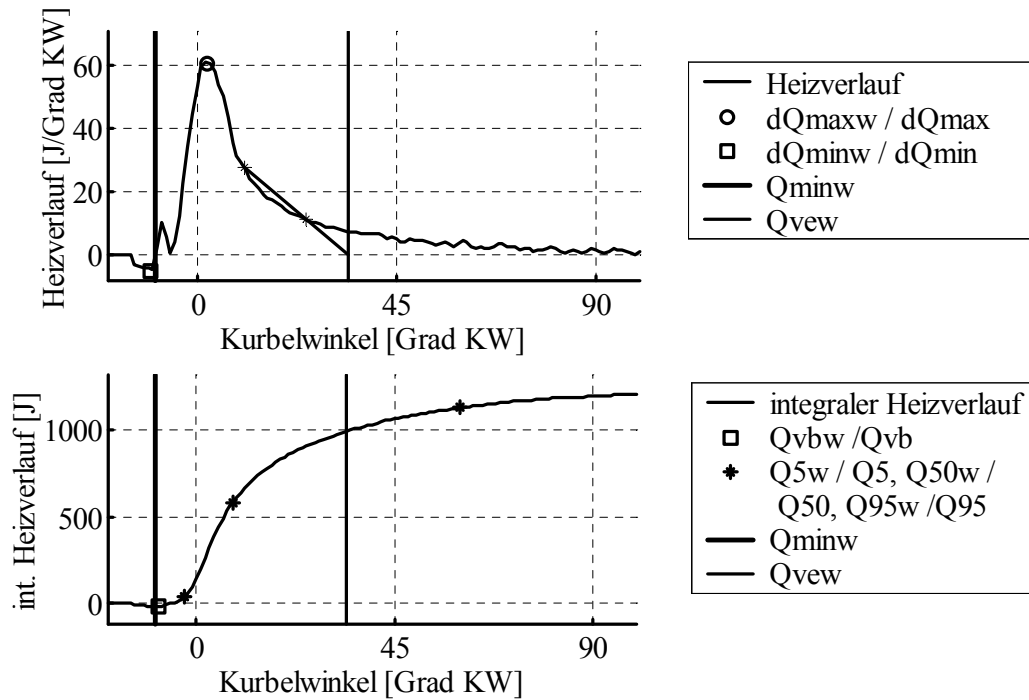 Heizverlauf [J/Grad KW]
60
40
20
0
0
45
90
Kurbelwinkel [Grad KW]
Heizverlauf
dQmaxw / dQmax
dQminw / dQmin
Qminw
Qvew
int. Heizverlauf [J]
1000
500
0
0
45
90
Kurbelwinkel [Grad KW]
integraler Heizverlauf
Qvbw /Qvb
Q5w / Q5, Q50w /
Q50, Q95w /Q95
Qminw
Qvew